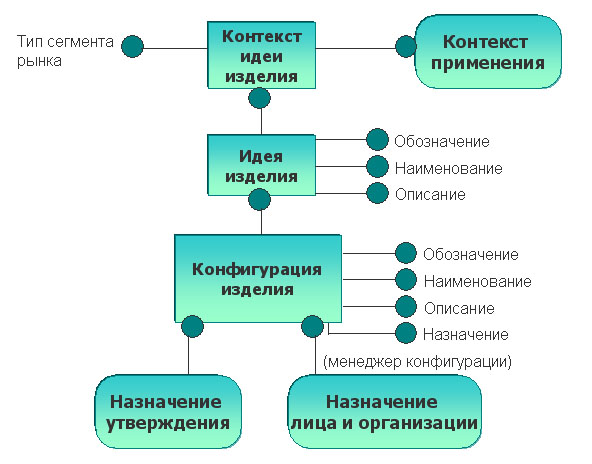 Тип сегмента
рынка
Контекст
идеи
изделия
Контекст
применения
Идея
изделия
Обозначение
Наименование
Описание
Конфигурация
изделия
Обозначение
Наименование
Описание
Назначение
(менеджер конфигурации)
Назначение
утверждения
Назначение
лица и организации